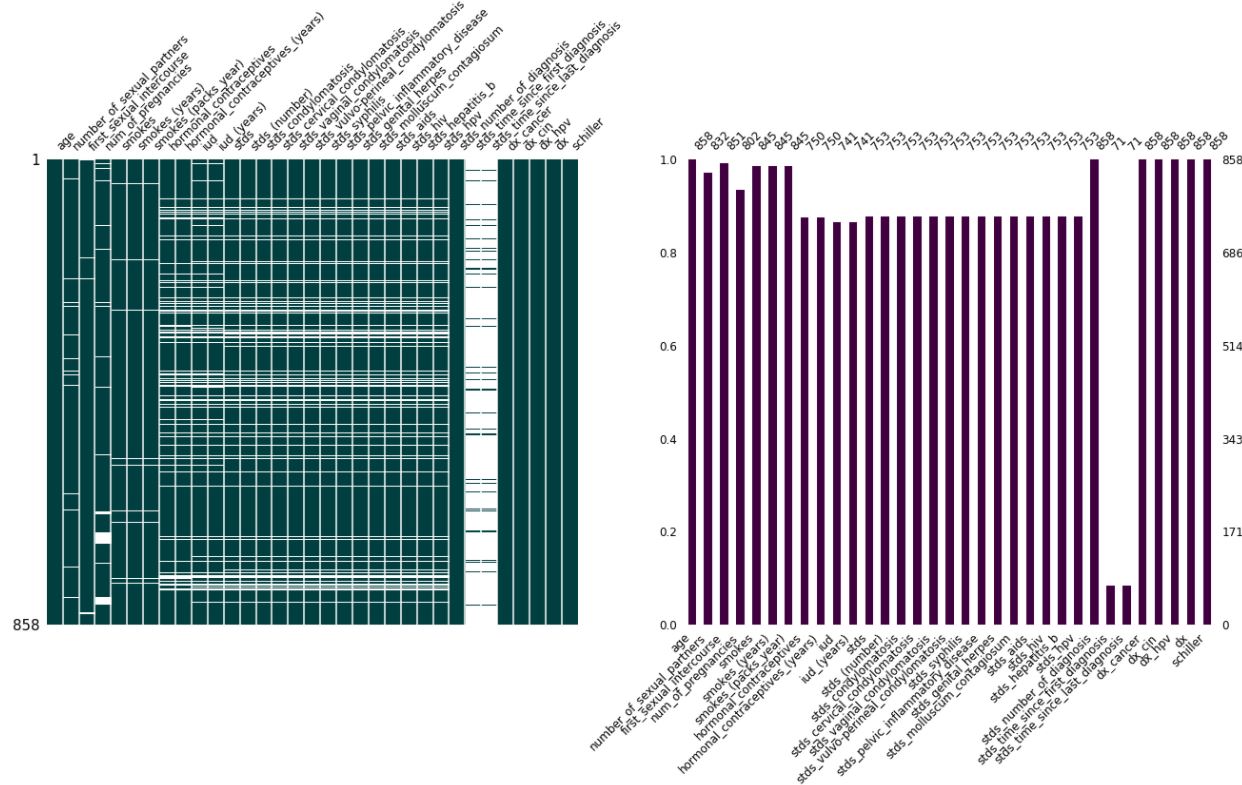 age
number_of_sexual_partners
first_sexual_intercourse
num_of_pregnancies
smokes
smokes_(years)
smokes_(packs_year)
hormonal_contraceptives
hormonal_contraceptives_(years)
iud
iud_(years)
stds
stds_(number)
stds_condylomatosis
stds_cervical_condylomatosis
stds_vaginal_condylomatosis
stds_vulvo-perineal_condylomatosis
stds_syphilis
stds_pelvic_inflammatory_disease
stds_genital_herpes
stds_molluscum_contagiosum
stds_aids
stds_hiv
stds_hepatitis_b
stds_hpv
stds_number_of_diagnosis
stds_time_since_first_diagnosis
stds_time_since_last_diagnosis
dx_cancer
dx_cin
dx_hpv
dx
schiller
1
858
858
832
851
802
845
845
845
750
750
741
741
753
753
753
753
753
753
753
753
753
753
753
753
753
753
858
71
71
858
858
858
858
858
1.0
0.8
0.6
0.4
0.2
0.0
858
686
514
343
171
0
age
number_of_sexual_partners
first_sexual_intercourse
num_of_pregnancies
smokes
smokes_(years)
smokes_(packs_year)
hormonal_contraceptives
hormonal_contraceptives_(years)
iud
iud_(years)
stds
stds_(number)
stds_condylomatosis
stds_cervical_condylomatosis
stds_vaginal_condylomatosis
stds_vulvo-perineal_condylomatosis
stds_syphilis
stds_pelvic_inflammatory_disease
stds_genital_herpes
stds_molluscum_contagiosum
stds_aids
stds_hiv
stds_hepatitis_b
stds_hpv
stds_number_of_diagnosis
stds_time_since_first_diagnosis
stds_time_since_last_diagnosis
dx_cancer
dx_cin
dx_hpv
dx
schiller